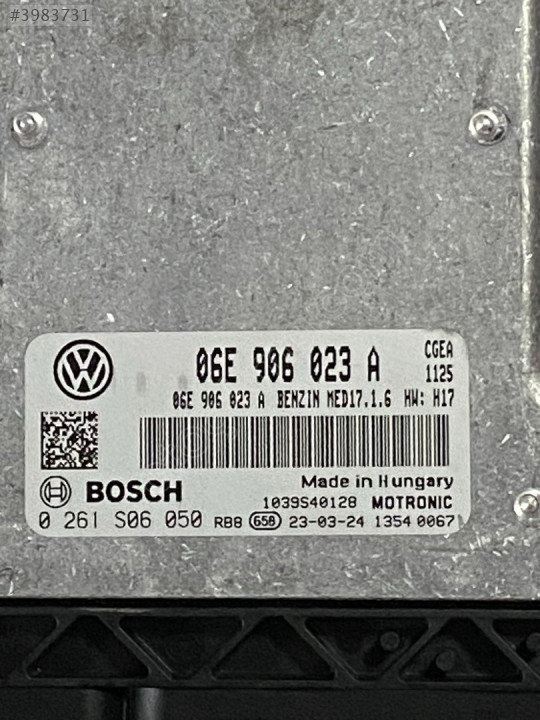 #3983731
06E 906 023 A CGEA
1125
06E 906 023 A BENZIN MED17.1.6 HW: H17
Made in Hungary
BOSCH 1039S40128 MOTRONIC
0 261 S06 050 RB8 658 23-03-24 1354 0067